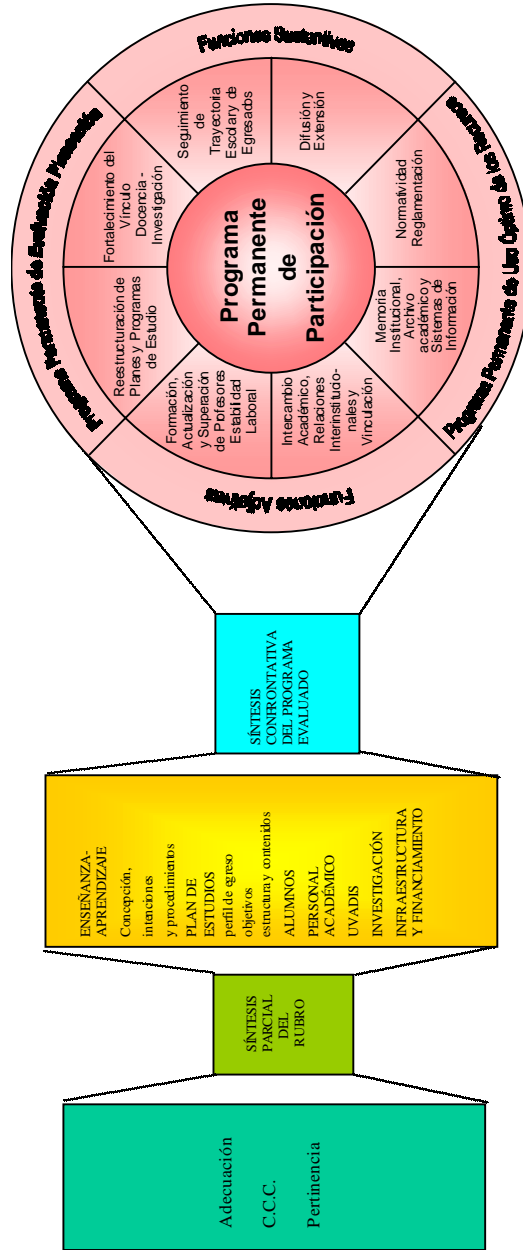 Adecuación
C.C.C.
Pertinencia
SÍNTESIS
PARCIAL
DEL
RUBRO
ENSEÑANZA-
APRENDIZAJE
Concepción,
intenciones
y procedimientos
PLAN DE
ESTUDIOS
perfil de egreso
objetivos
estructura y contenidos
ALUMNOS
PERSONAL
ACADÉMICO
UVADIS
INVESTIGACIÓN
INFRAESTRUCTURA
Y FINANCIAMIENTO
SÍNTESIS
CONFRONTATIVA
DEL PROGRAMA
EVALUADO
Programa Permanente de Evaluación Planeación
Funciones Sustantivas
Programa Permanente de Uso Óptimo de los Recursos
Funciones Adjetivas
Reestructuración de
Planes y Programas
de Estudio
Fortalecimiento del
Vínculo
Docencia -
Investigación
Seguimiento
de
Trayectoria
Escolar y de
Egresados
Difusión y
Extensión
Normatividad
Reglamentación
Memoria
Institucional,
Archivo
académico y
Sistemas de
Información
Intercambio
Académico,
Relaciones
Interinstitucio-
nales y
Vinculación
Formación,
Actualización
y Superación
de Pofesores
Estabilidad
Laboral
Programa
Permanente
de
Participación